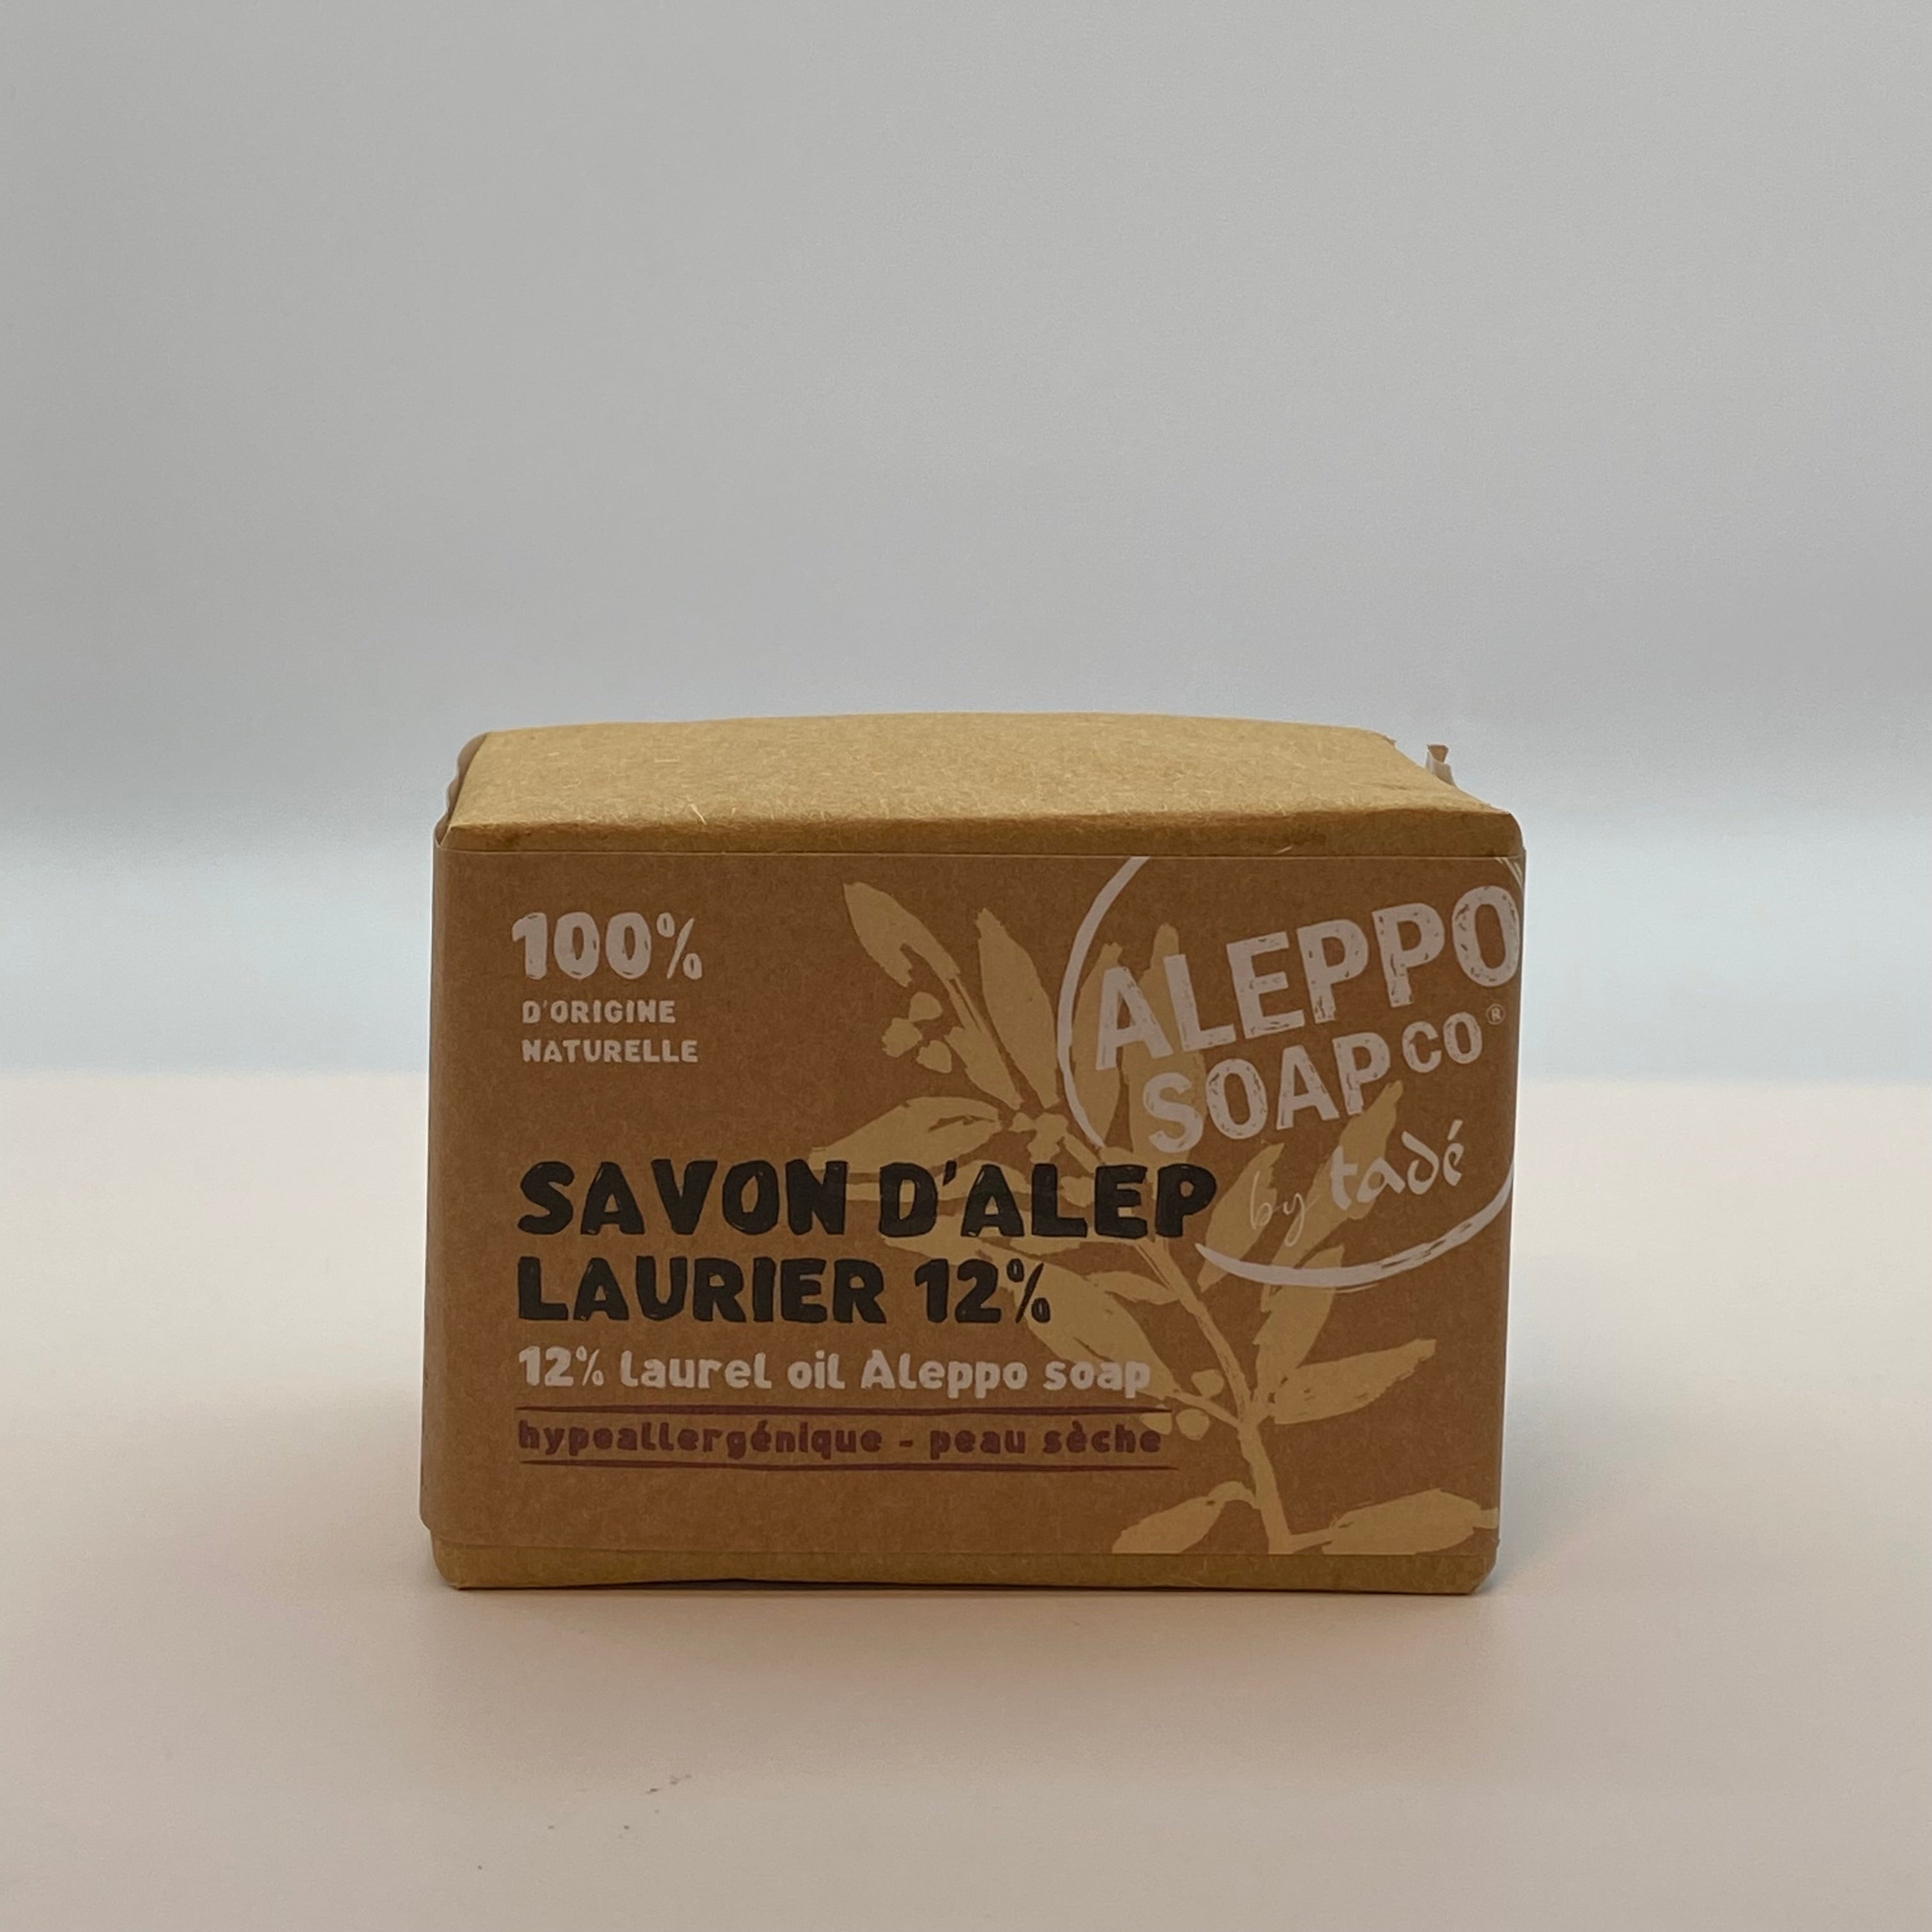 100%
D'ORIGINE
NATURELLE
ALEPPO
SOAP CO®
by tadé
SAVON D'ALEP
LAURIER 12%
12% Laurel oil Aleppo soap
hypoallergénique - peau sèche